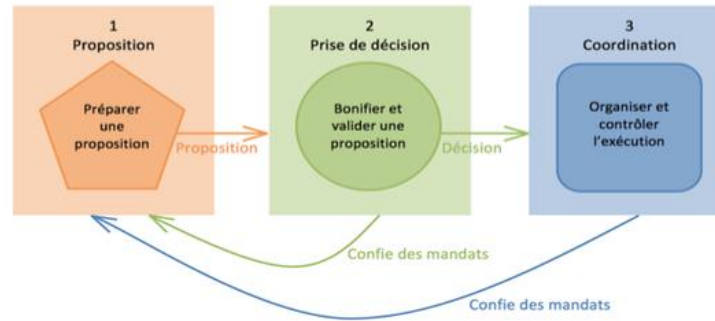 1
Proposition
Préparer
une
proposition
Proposition
2
Prise de décision
Bonifier et
valider une
proposition
Décision
3
Coordination
Organiser et
contrôler
l'exécution
Confie des mandats
Confie des mandats